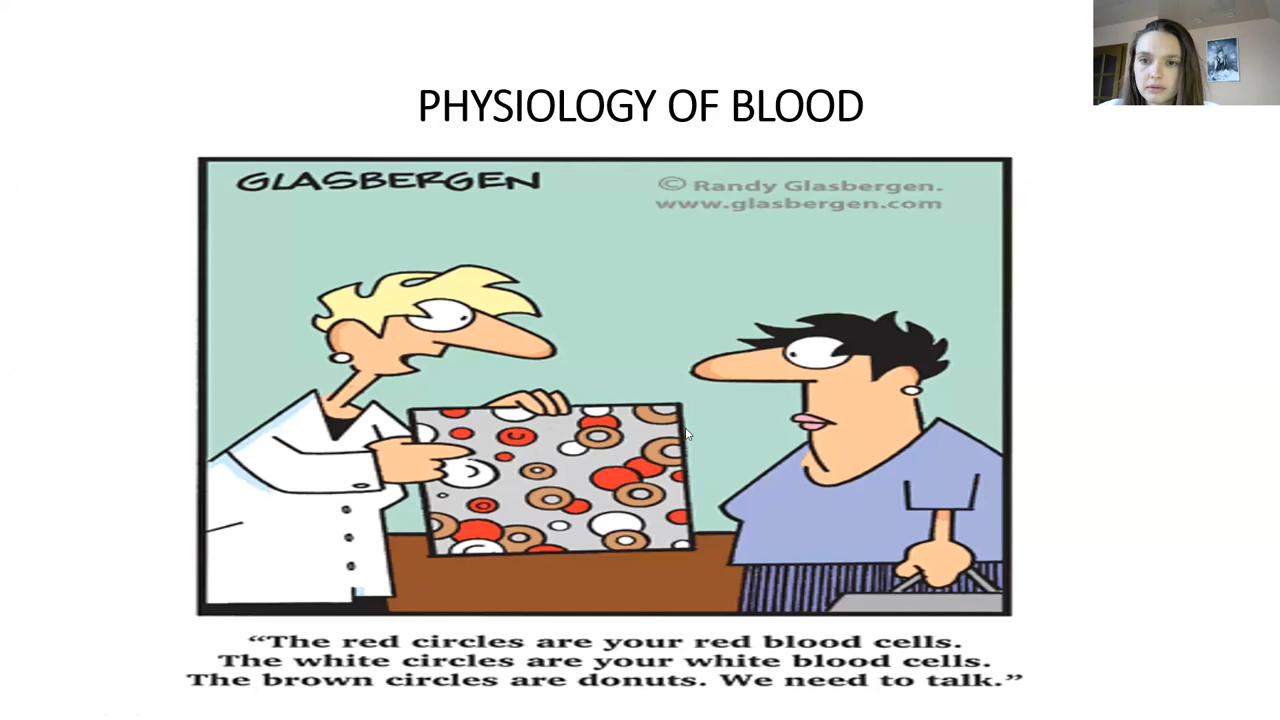 PHYSIOLOGY OF BLOOD
GLASBERGEN
© Randy Glasbergen.
www.glasbergen.com
“The red circles are your red blood cells.
The white circles are your white blood cells.
The brown circles are donuts. We need to talk.”